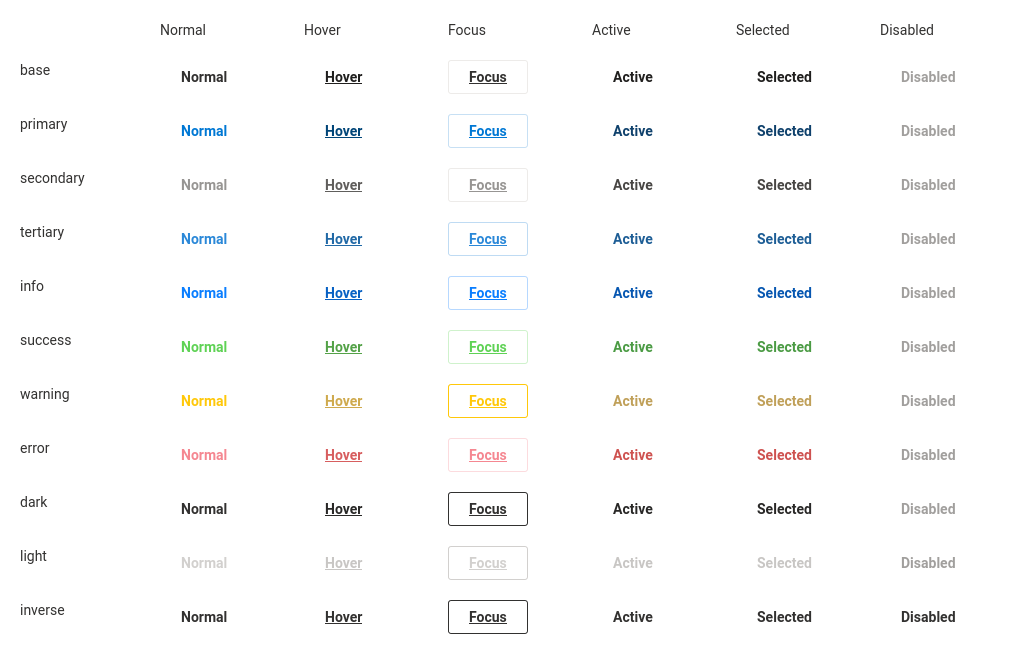 Normal Hover Focus Active Selected Disabled
base Normal Hover Focus Active Selected Disabled
primary Normal Hover Focus Active Selected Disabled
secondary Normal Hover Focus Active Selected Disabled
tertiary Normal Hover Focus Active Selected Disabled
info Normal Hover Focus Active Selected Disabled
success Normal Hover Focus Active Selected Disabled
warning Normal Hover Focus Active Selected Disabled
error Normal Hover Focus Active Selected Disabled
dark Normal Hover Focus Active Selected Disabled
light Normal Hover Focus Active Selected Disabled
inverse Normal Hover Focus Active Selected Disabled